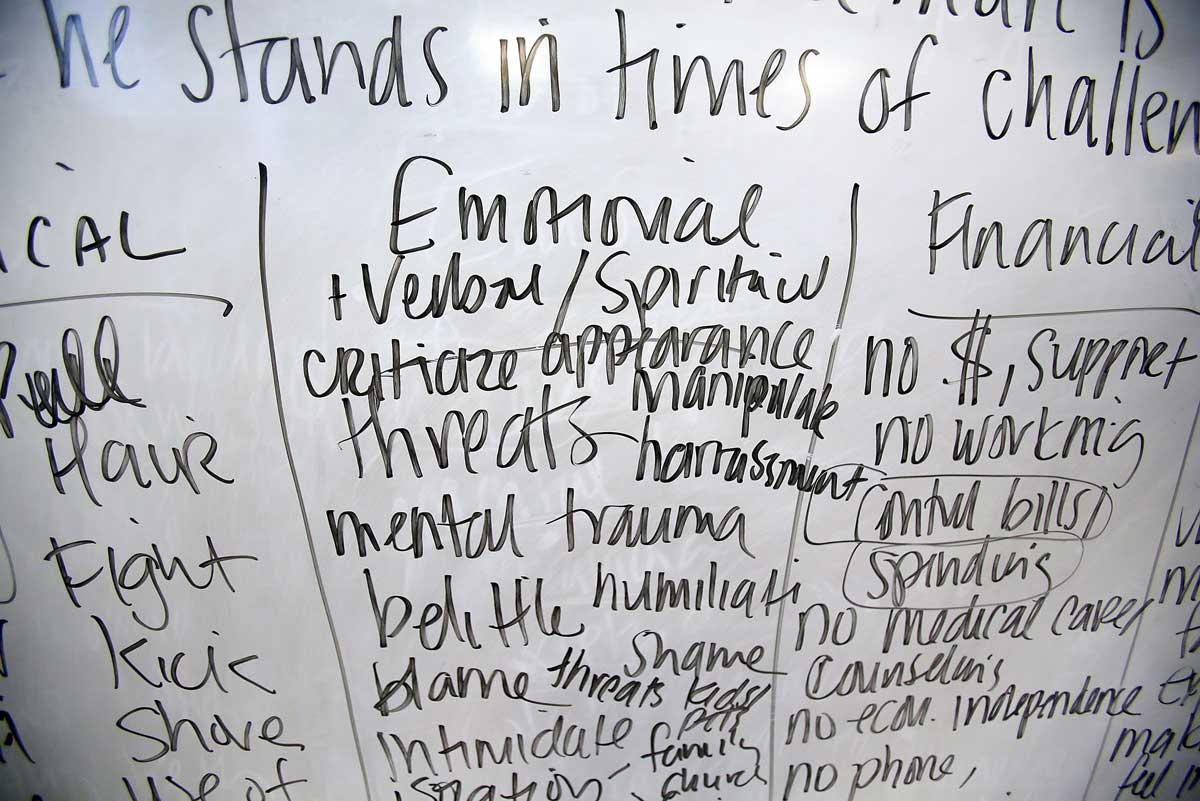 he stands in times of challen
ICAL
Pull
Hair
Fight
Kick
Shove
use of
Emotional
+Verbal/Spiritual
criticize appearance
manipulate
threats
harrassment
mental trauma
belittle humiliati
shame
blame threats kids/
pets
intimidate family
isolation- church
Financial
no $, support
no working
control bills
spending
no medical care
counseling
no econ. independence
no phone,
mak
feel